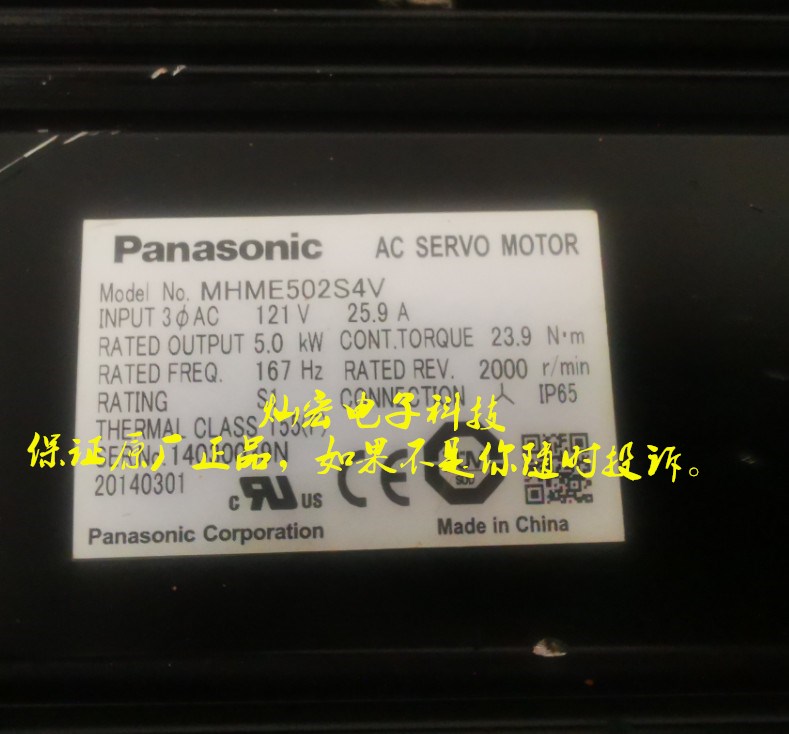 Panasonic AC SERVO MOTOR
Model No. MHME502S4V
INPUT 3ϕAC 121 V 25.9 A
RATED OUTPUT 5.0 kW CONT.TORQUE 23.9 N·m
RATED FREQ. 167 Hz RATED REV. 2000 r/min
RATING S1 CONNECTION 人 IP65
灿宏电子科技
THERMAL CLASS 155(F)
保证原厂正品，如果不是你随时投诉。
20140301
c US CE
Panasonic Corporation Made in China